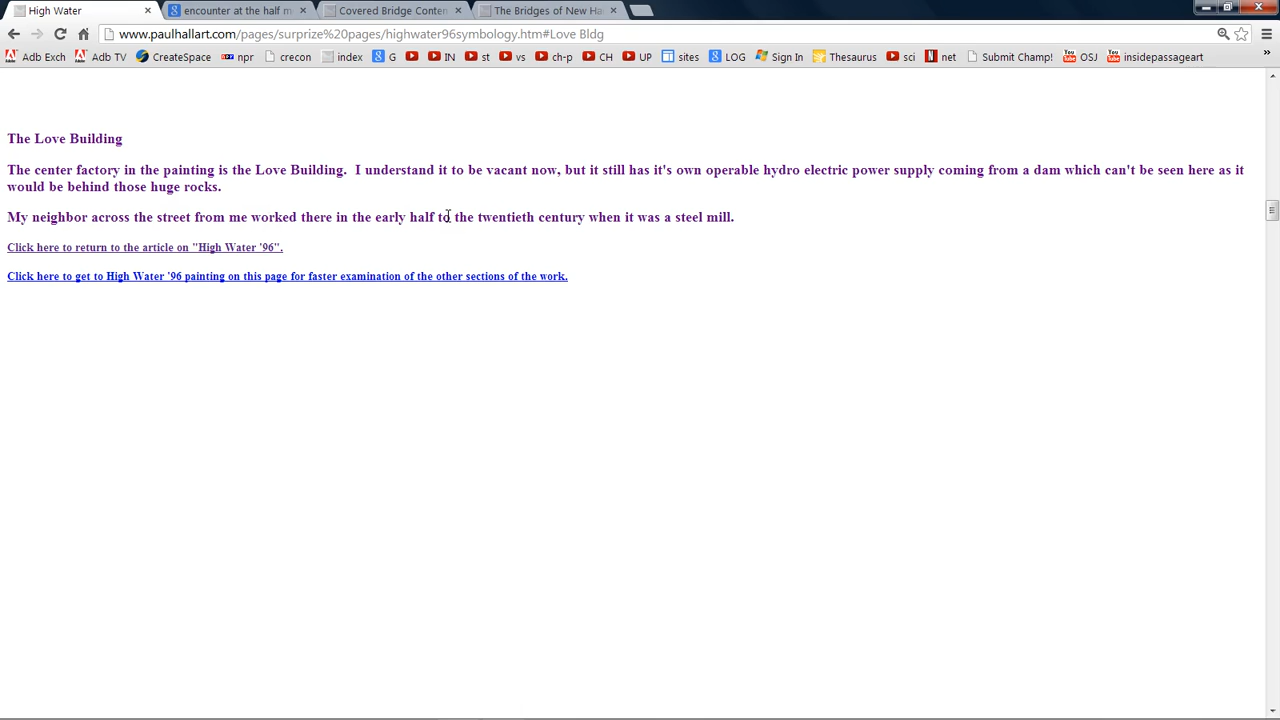 High Water
encounter at the half m
Covered Bridge Conten
The Bridges of New Ha
www.paulhallart.com/pages/surprize%20pages/highwater96symbology.htm#Love Bldg
Adb Exch Adb TV CreateSpace npr crecon index G IN st vs ch-p CH UP sites LOG Sign In Thesaurus sci net Submit Champ! OSJ insidepassageart
The Love Building
The center factory in the painting is the Love Building. I understand it to be vacant now, but it still has it's own operable hydro electric power supply coming from a dam which can't be seen here as it
would be behind those huge rocks.
My neighbor across the street from me worked there in the early half to the twentieth century when it was a steel mill.
Click here to return to the article on "High Water '96".
Click here to get to High Water '96 painting on this page for faster examination of the other sections of the work.